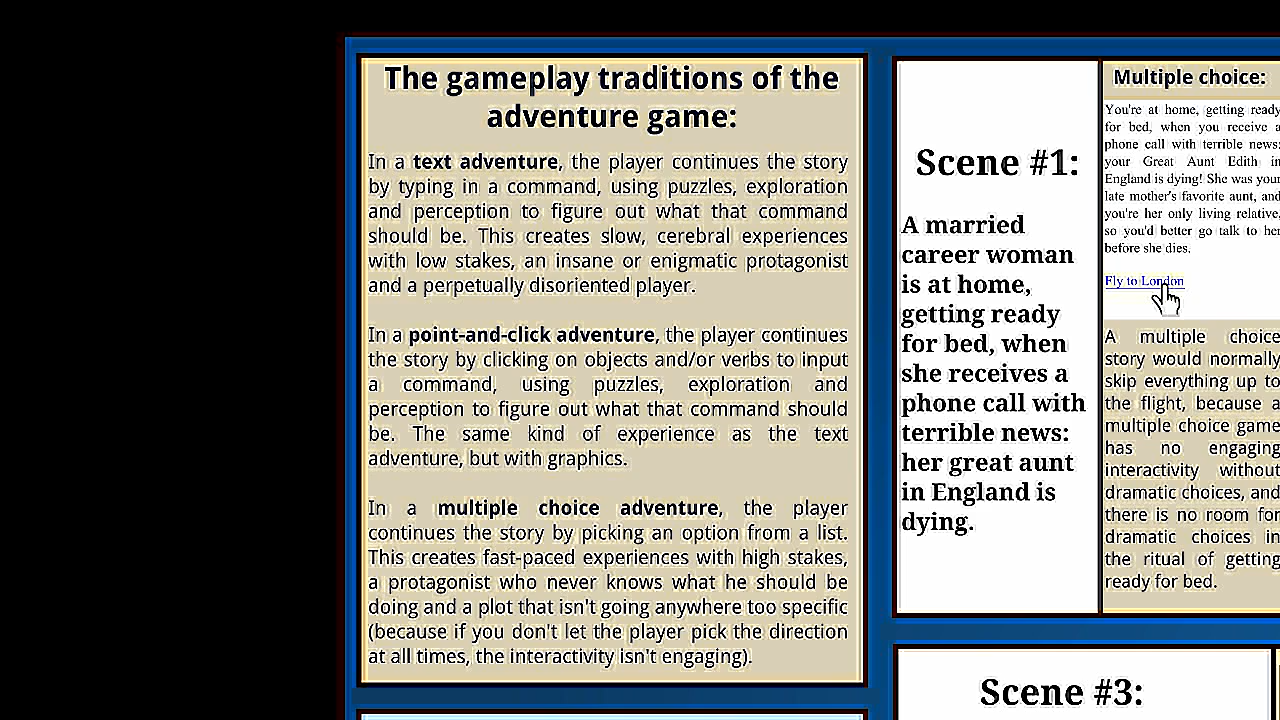 The gameplay traditions of the
adventure game:
In a text adventure, the player continues the story
by typing in a command, using puzzles, exploration
and perception to figure out what that command
should be. This creates slow, cerebral experiences
with low stakes, an insane or enigmatic protagonist
and a perpetually disoriented player.
In a point-and-click adventure, the player continues
the story by clicking on objects and/or verbs to input
a command, using puzzles, exploration and
perception to figure out what that command should
be. The same kind of experience as the text
adventure, but with graphics.
In a multiple choice adventure, the player
continues the story by picking an option from a list.
This creates fast-paced experiences with high stakes,
a protagonist who never knows what he should be
doing and a plot that isn't going anywhere too specific
(because if you don't let the player pick the direction
at all times, the interactivity isn't engaging).
Scene #1:
A married
career woman
is at home,
getting ready
for bed, when
she receives a
phone call with
terrible news:
her great aunt
in England is
dying.
Multiple choice:
You're at home, getting ready
for bed, when you receive a
phone call with terrible news:
your Great Aunt Edith in
England is dying! She was your
late mother's favorite aunt, and
you're her only living relative,
so you'd better go talk to her
before she dies.
Fly to London
A multiple choice
story would normally
skip everything up to
the flight, because a
multiple choice game
has no engaging
interactivity without
dramatic choices, and
there is no room for
dramatic choices in
the ritual of getting
ready for bed.
Scene #3: